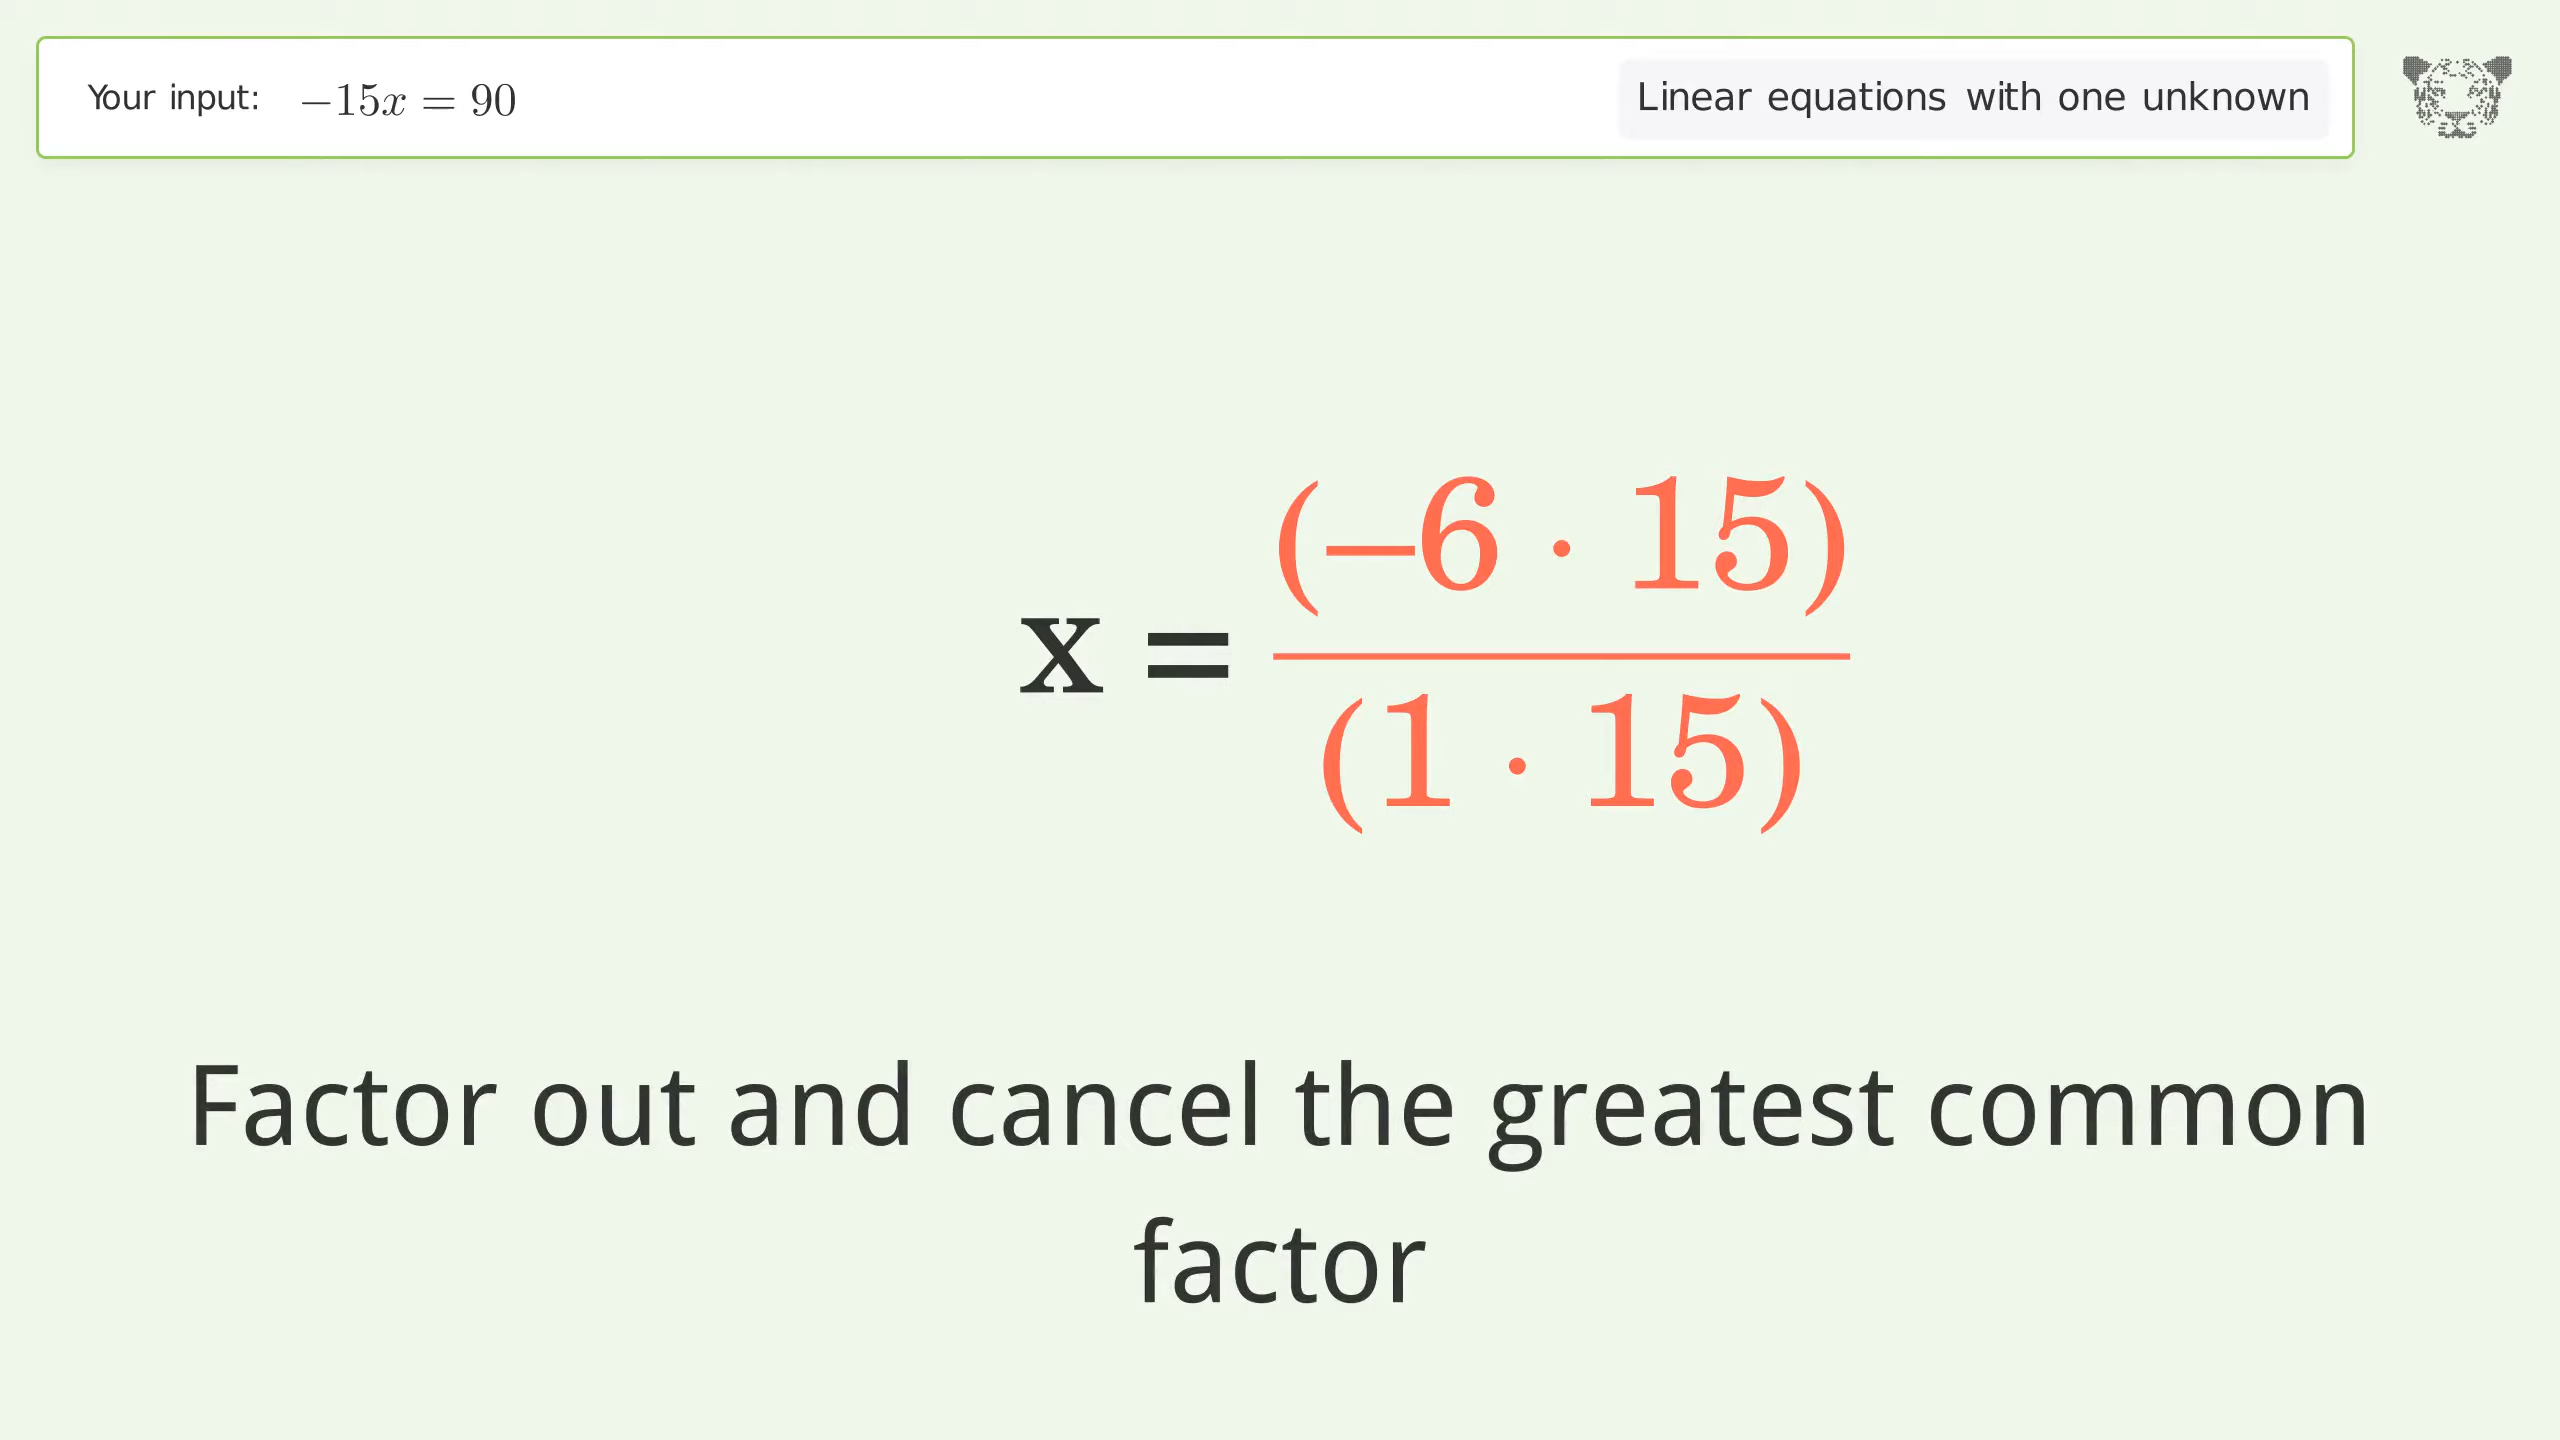 Your input: −15x = 90
Linear equations with one unknown
x = (−6 · 15) / (1 · 15)
Factor out and cancel the greatest common
factor